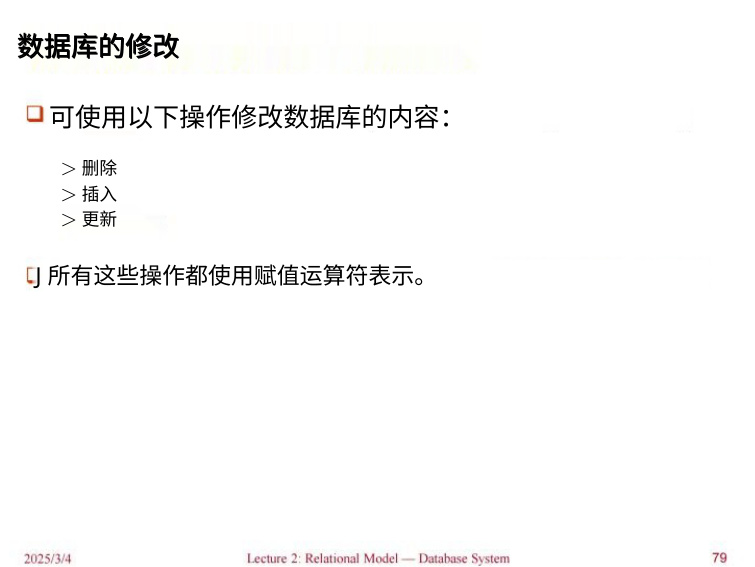 数据库的修改
❑ 可使用以下操作修改数据库的内容：
> 删除
> 插入
> 更新
J 所有这些操作都使用赋值运算符表示。
2025/3/4
Lecture 2: Relational Model — Database System
79